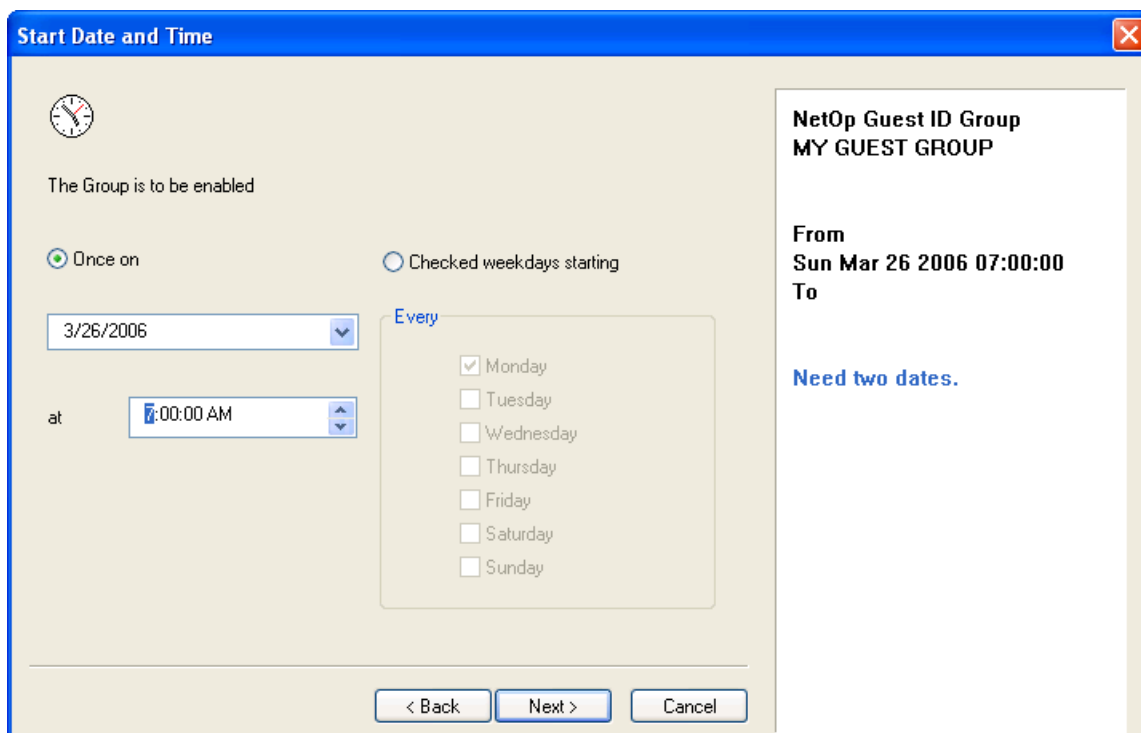 Start Date and Time
The Group is to be enabled
Once on
3/26/2006
at
7:00:00 AM
Checked weekdays starting
Every
Monday
Tuesday
Wednesday
Thursday
Friday
Saturday
Sunday
< Back
Next >
Cancel
NetOp Guest ID Group
MY GUEST GROUP
From
Sun Mar 26 2006 07:00:00
To
Need two dates.